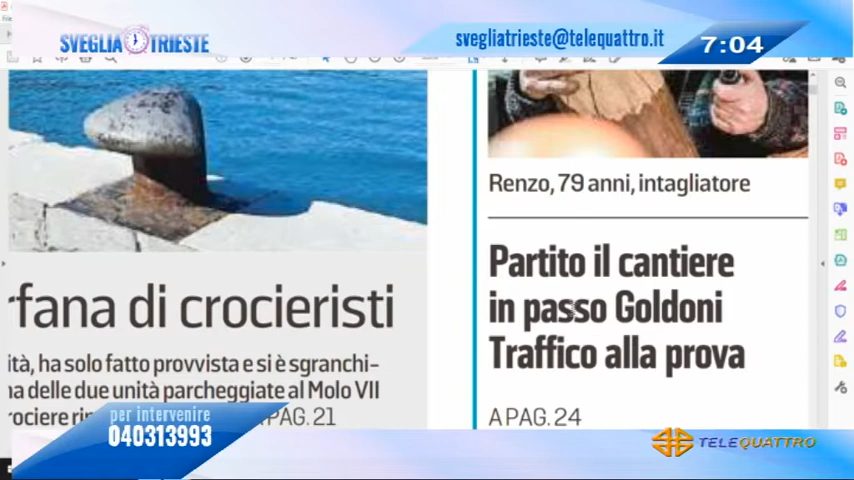 SVEGLIA TRIESTE
svegliatrieste@telequattro.it
7:04
Renzo, 79 anni, intagliatore
Partito il cantiere
in passo Goldoni
Traffico alla prova
A PAG. 24
rfana di crocieristi
ità, ha solo fatto provvista e si è sgranchi-
na delle due unità parcheggiate al Molo VII
rociere
PAG. 21
per intervenire
040313993
TELEQUATTRO